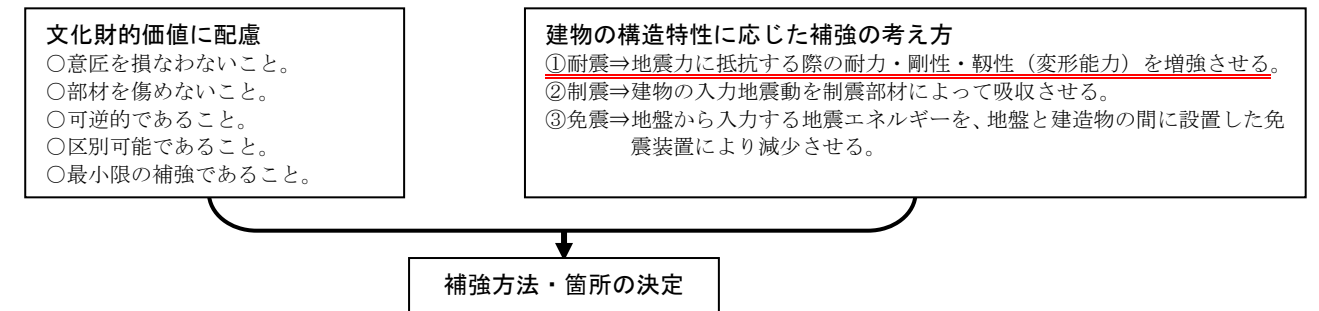 文化財的価値に配慮
○意匠を損なわないこと。
○部材を傷めないこと。
○可逆的であること。
○区別可能であること。
○最小限の補強であること。
建物の構造特性に応じた補強の考え方
①耐震⇒地震力に抵抗する際の耐力・剛性・靱性（変形能力）を増強させる。
②制震⇒建物の入力地震動を制震部材によって吸収させる。
③免震⇒地盤から入力する地震エネルギーを、地盤と建造物の間に設置した免
震装置により減少させる。
補強方法・箇所の決定